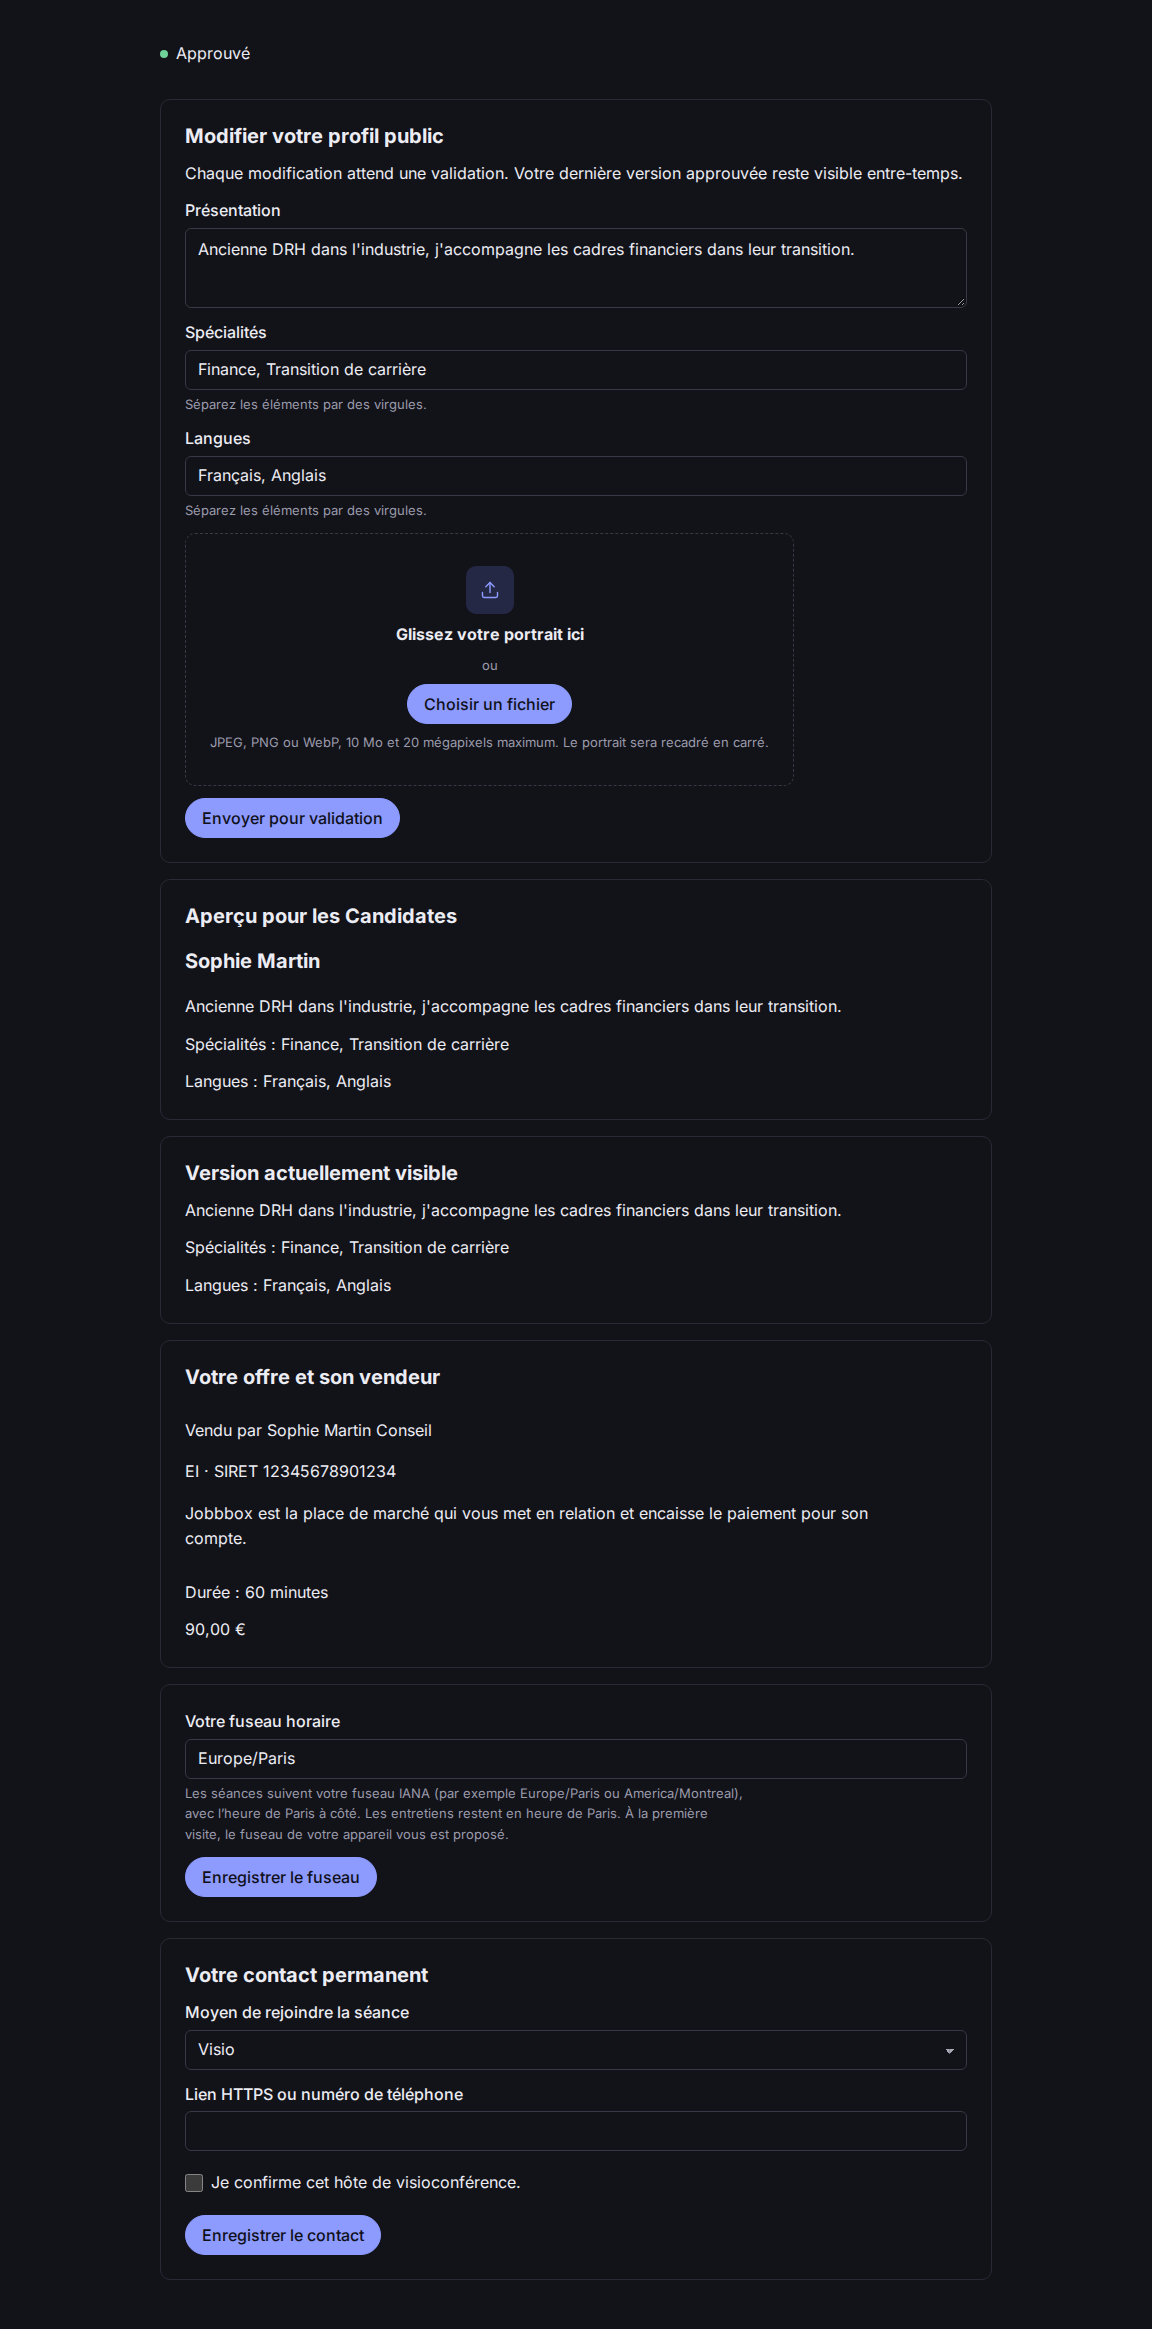 Approuvé
Modifier votre profil public
Chaque modification attend une validation. Votre dernière version approuvée reste visible entre-temps.
Présentation
Ancienne DRH dans l'industrie, j'accompagne les cadres financiers dans leur transition.
Spécialités
Finance, Transition de carrière
Séparez les éléments par des virgules.
Langues
Français, Anglais
Séparez les éléments par des virgules.
Glissez votre portrait ici
ou
Choisir un fichier
JPEG, PNG ou WebP, 10 Mo et 20 mégapixels maximum. Le portrait sera recadré en carré.
Envoyer pour validation
Aperçu pour les Candidates
Sophie Martin
Ancienne DRH dans l'industrie, j'accompagne les cadres financiers dans leur transition.
Spécialités : Finance, Transition de carrière
Langues : Français, Anglais
Version actuellement visible
Ancienne DRH dans l'industrie, j'accompagne les cadres financiers dans leur transition.
Spécialités : Finance, Transition de carrière
Langues : Français, Anglais
Votre offre et son vendeur
Vendu par Sophie Martin Conseil
EI · SIRET 12345678901234
Jobbbox est la place de marché qui vous met en relation et encaisse le paiement pour son
compte.
Durée : 60 minutes
90,00 €
Votre fuseau horaire
Europe/Paris
Les séances suivent votre fuseau IANA (par exemple Europe/Paris ou America/Montreal),
avec l’heure de Paris à côté. Les entretiens restent en heure de Paris. À la première
visite, le fuseau de votre appareil vous est proposé.
Enregistrer le fuseau
Votre contact permanent
Moyen de rejoindre la séance
Visio
Lien HTTPS ou numéro de téléphone
Je confirme cet hôte de visioconférence.
Enregistrer le contact